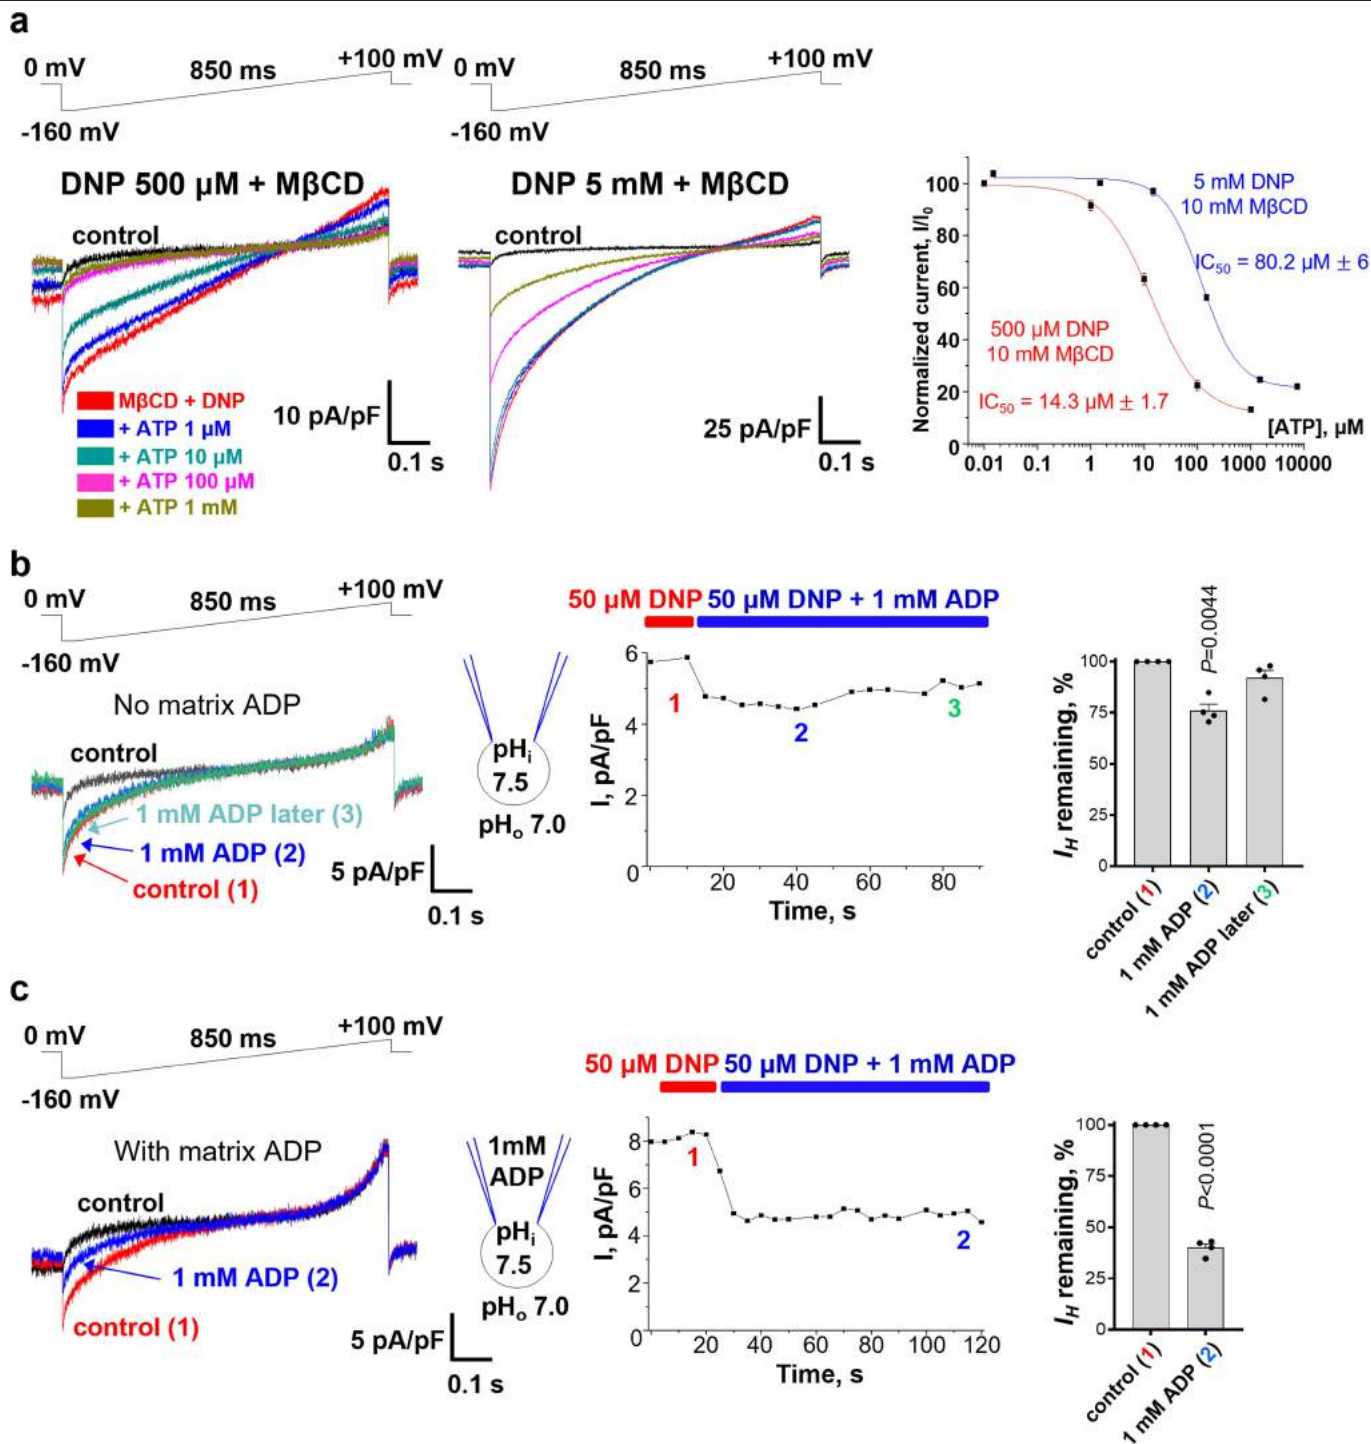 a
0 mV
850 ms
+100 mV
-160 mV
0 mV
850 ms
+100 mV
-160 mV
DNP 500 µM + MβCD
control
MβCD + DNP
+ ATP 1 µM
+ ATP 10 µM
+ ATP 100 µM
+ ATP 1 mM
10 pA/pF
0.1 s
DNP 5 mM + MβCD
control
25 pA/pF
0.1 s
Normalized current, I/I₀
100
80
60
40
20
0
5 mM DNP
10 mM MβCD
IC₅₀ = 80.2 µM ± 6
500 µM DNP
10 mM MβCD
IC₅₀ = 14.3 µM ± 1.7
[ATP], µM
0.01 0.1 1 10 100 1000 10000
b
0 mV
850 ms
+100 mV
-160 mV
No matrix ADP
control
1 mM ADP later (3)
1 mM ADP (2)
control (1)
5 pA/pF
0.1 s
pHᵢ
7.5
pHₒ 7.0
50 µM DNP 50 µM DNP + 1 mM ADP
I, pA/pF
6
4
2
0
1
2
3
20 40 60 80
Time, s
I_H remaining, %
100
75
50
25
0
P=0.0044
control (1)
1 mM ADP (2)
1 mM ADP later (3)
c
0 mV
850 ms
+100 mV
-160 mV
With matrix ADP
control
1 mM ADP (2)
control (1)
5 pA/pF
0.1 s
1mM
ADP
pHᵢ
7.5
pHₒ 7.0
50 µM DNP 50 µM DNP + 1 mM ADP
I, pA/pF
8
6
4
2
0
1
2
20 40 60 80 100 120
Time, s
I_H remaining, %
100
50
25
0
P<0.0001
control (1)
1 mM ADP (2)